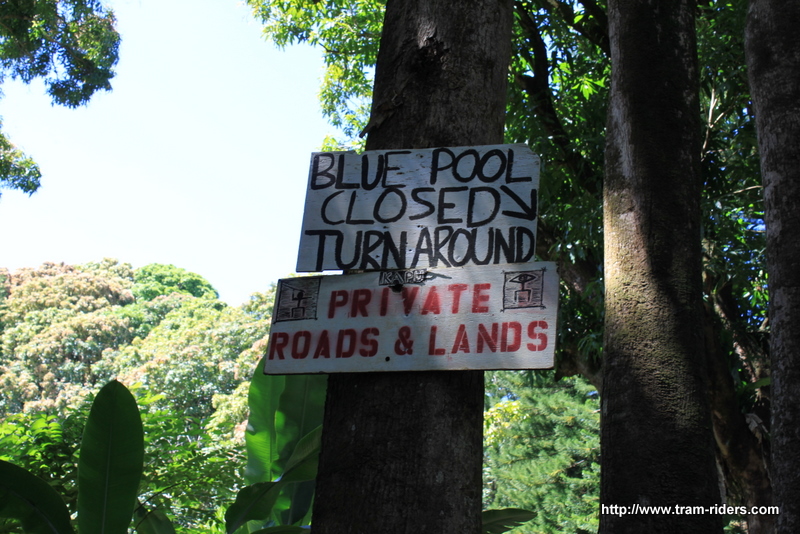 BLUE POOL
CLOSED
TURN AROUND
KAPU
PRIVATE
ROADS & LANDS
http://www.tram-riders.com